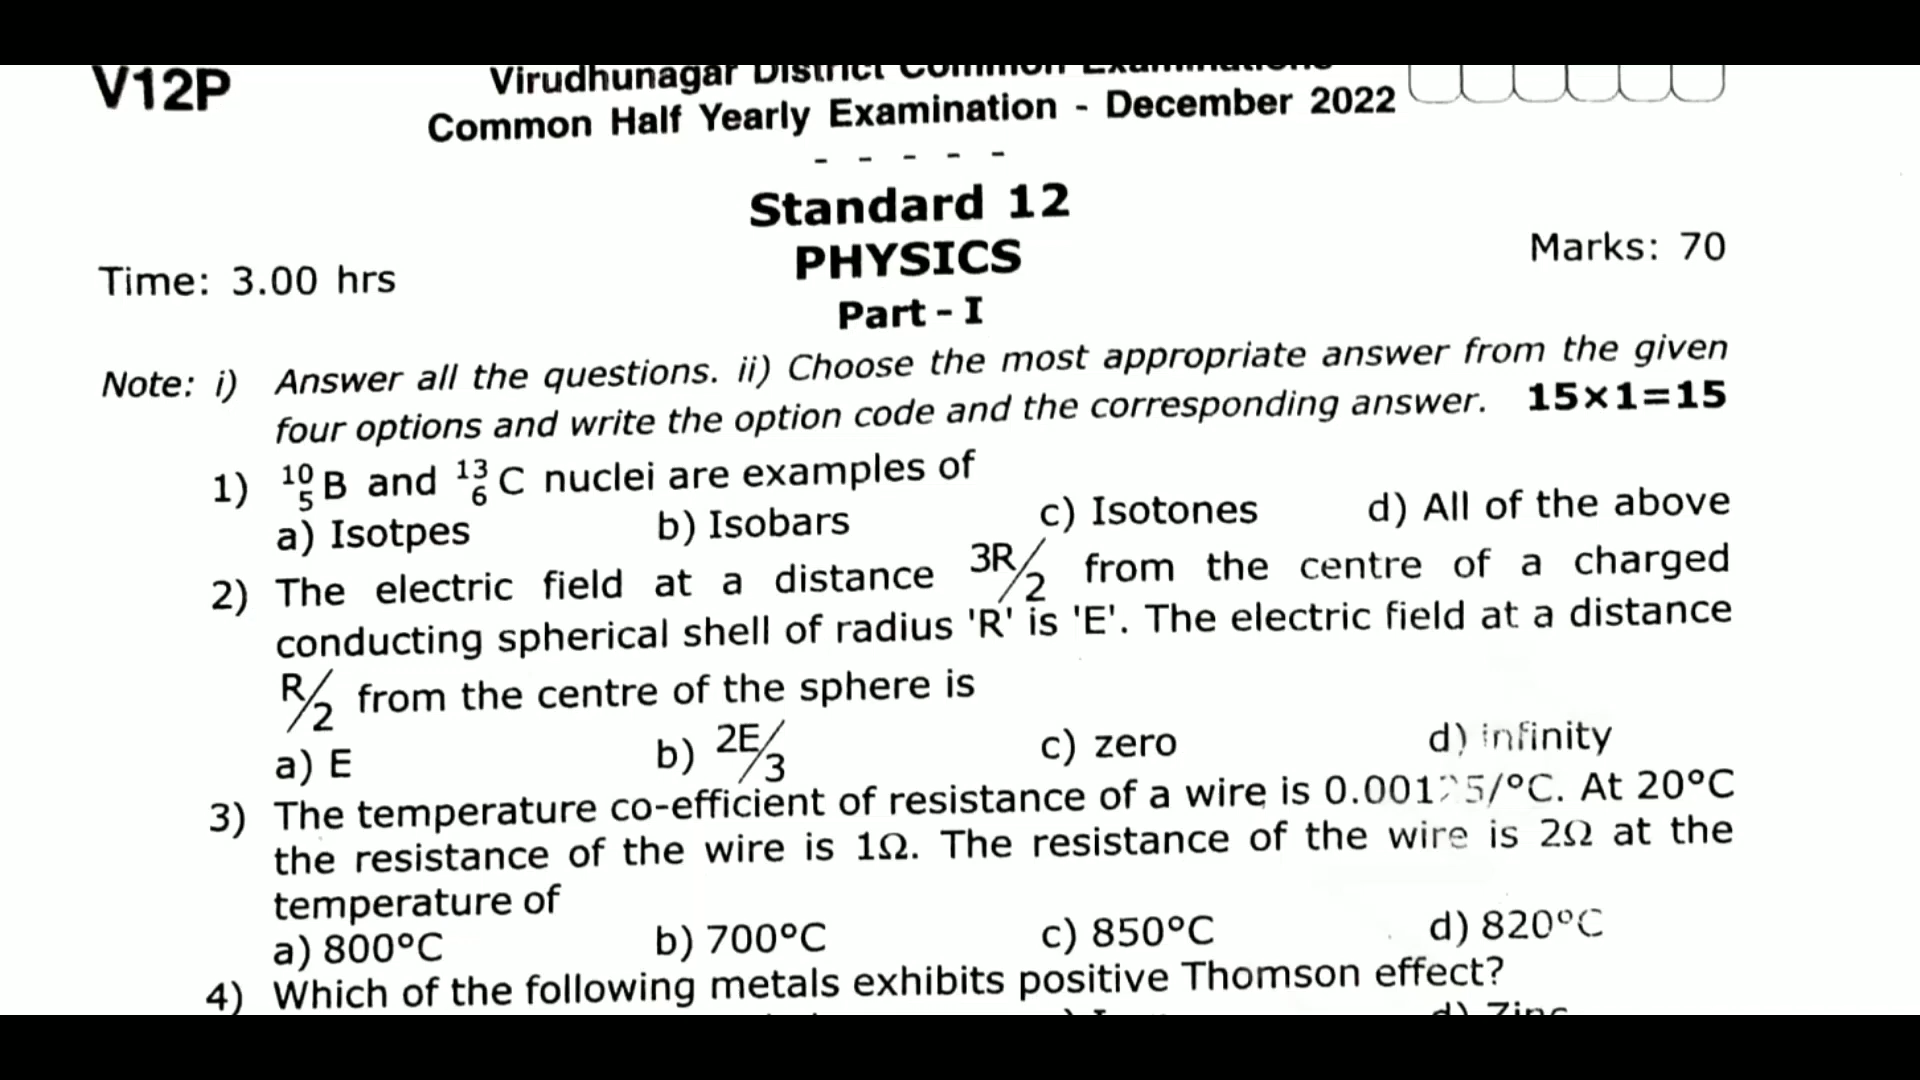 V12P
Virudhunagar District Common Examinations
Common Half Yearly Examination - December 2022
- - - - -
Standard 12
PHYSICS
Time: 3.00 hrs
Marks: 70
Part - I
Note: i) Answer all the questions. ii) Choose the most appropriate answer from the given
four options and write the option code and the corresponding answer. 15×1=15
1) ¹⁰₅B and ¹³₆C nuclei are examples of
a) Isotpes b) Isobars c) Isotones d) All of the above
2) The electric field at a distance 3R/2 from the centre of a charged
conducting spherical shell of radius 'R' is 'E'. The electric field at a distance
R/2 from the centre of the sphere is
a) E b) 2E/3 c) zero d) infinity
3) The temperature co-efficient of resistance of a wire is 0.00125/°C. At 20°C
the resistance of the wire is 1Ω. The resistance of the wire is 2Ω at the
temperature of
a) 800°C b) 700°C c) 850°C d) 820°C
4) Which of the following metals exhibits positive Thomson effect?
d) Zinc